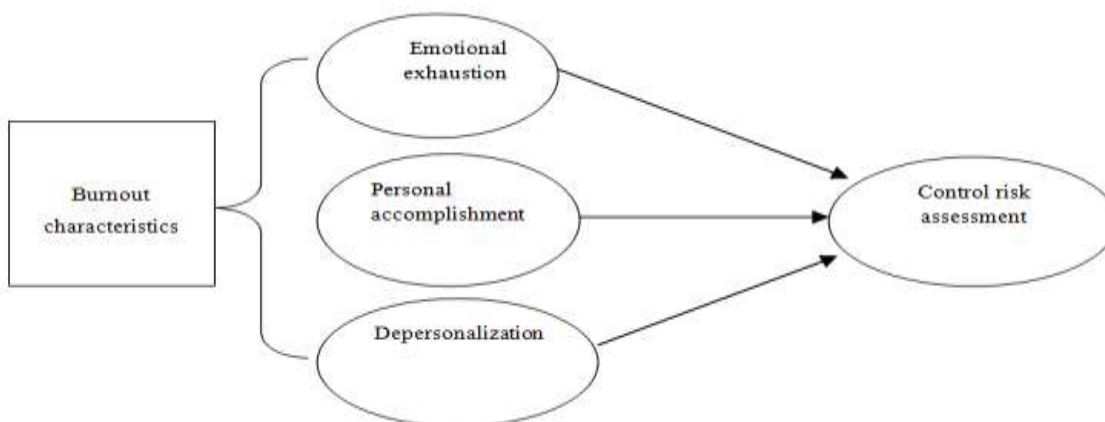 Emotional
exhaustion
Burnout
characteristics
Personal
accomplishment
Control risk
assessment
Depersonalization